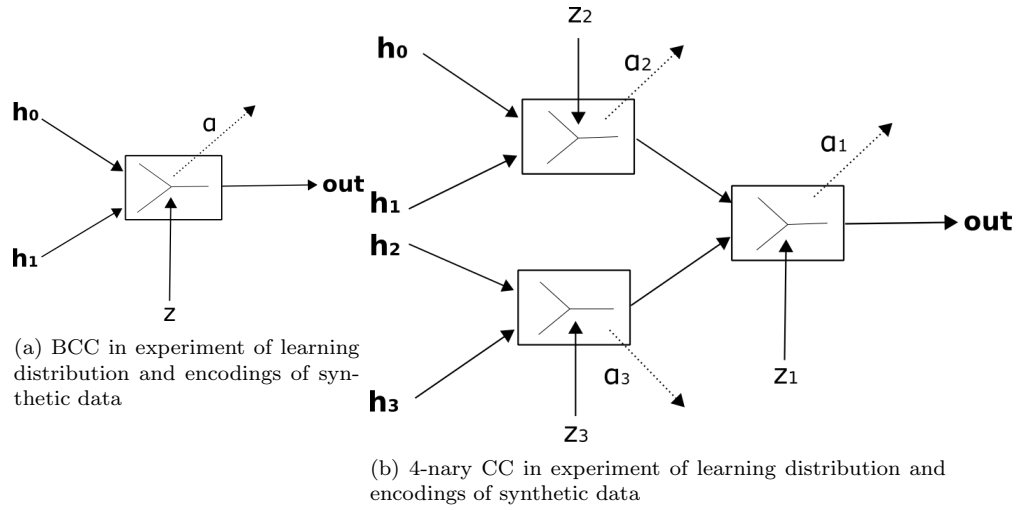 h₀
a
out
h₁
z
(a) BCC in experiment of learning
distribution and encodings of syn-
thetic data
z₂
h₀
a₂
h₁
h₂
a₁
out
h₃
a₃
z₃
z₁
(b) 4-nary CC in experiment of learning distribution and
encodings of synthetic data